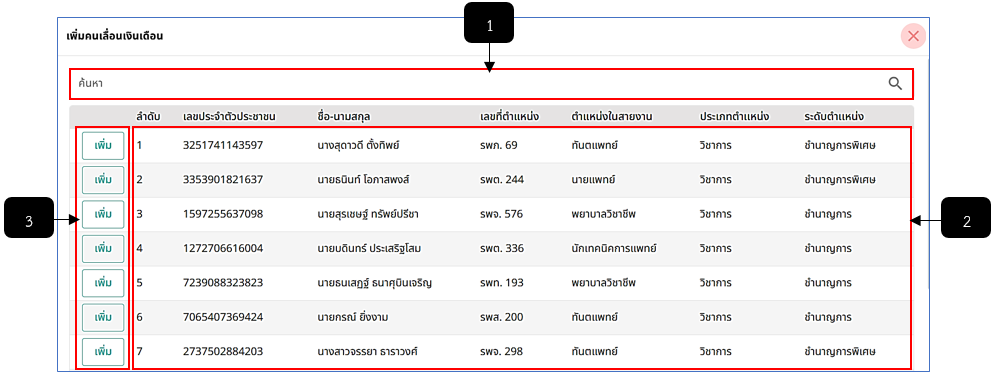 1
เพิ่มคนเลื่อนเงินเดือน
ค้นหา
ลำดับ เลขประจำตัวประชาชน ชื่อ-นามสกุล เลขที่ตำแหน่ง ตำแหน่งในสายงาน ประเภทตำแหน่ง ระดับตำแหน่ง
เพิ่ม 1 3251741143597 นางสุดาวดี ตั้งทิพย์ รพภ. 69 ทันตแพทย์ วิชาการ ชำนาญการพิเศษ
เพิ่ม 2 3353901821637 นายธนินท์ โอภาสพงส์ รพต. 244 นายแพทย์ วิชาการ ชำนาญการพิเศษ
เพิ่ม 3 1597255637098 นายสุรเชษฐ์ ทรัพย์ปรีชา รพจ. 576 พยาบาลวิชาชีพ วิชาการ ชำนาญการ
3
2
เพิ่ม 4 1272706616004 นายบดินทร์ ประเสริฐโสม รพต. 336 นักเทคนิคการแพทย์ วิชาการ ชำนาญการ
เพิ่ม 5 7239088323823 นายธนเสฏฐ์ ธนาศุบินเจริญ รพท. 193 พยาบาลวิชาชีพ วิชาการ ชำนาญการ
เพิ่ม 6 7065407369424 นายกรณ์ ยิ่งงาม รพส. 200 ทันตแพทย์ วิชาการ ชำนาญการ
เพิ่ม 7 2737502884203 นางสาวจรรยา ธาราวงศ์ รพจ. 298 ทันตแพทย์ วิชาการ ชำนาญการพิเศษ